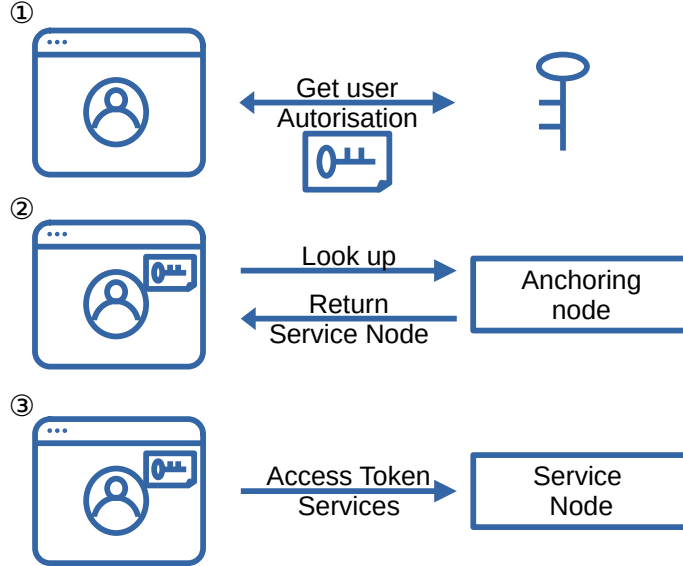 ①
Get user
Autorisation
②
Look up
Return
Service Node
Anchoring
node
③
Access Token
Services
Service
Node